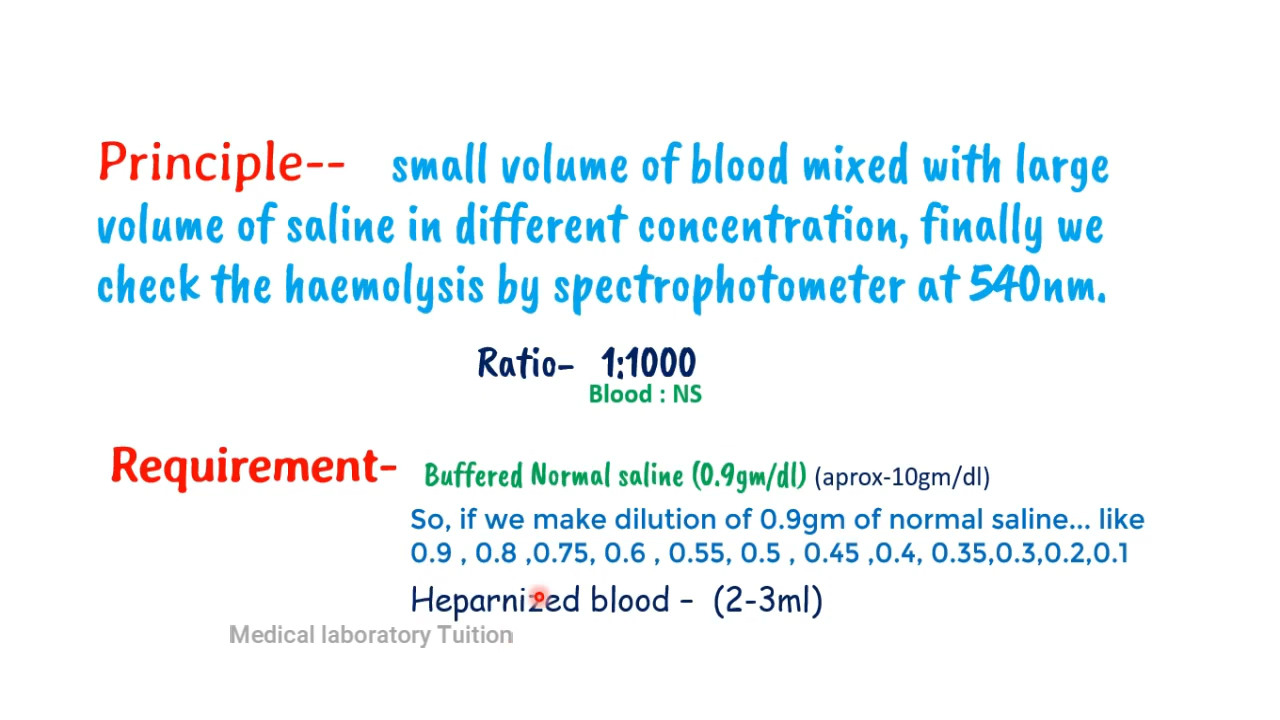 Principle-- small volume of blood mixed with large
volume of saline in different concentration, finally we
check the haemolysis by spectrophotometer at 540nm.
Ratio- 1:1000
Blood : NS
Requirement- Buffered Normal saline (0.9gm/dl) (aprox-10gm/dl)
So, if we make dilution of 0.9gm of normal saline... like
0.9 , 0.8 ,0.75, 0.6 , 0.55, 0.5 , 0.45 ,0.4, 0.35,0.3,0.2,0.1
Heparnized blood - (2-3ml)
Medical laboratory Tuition